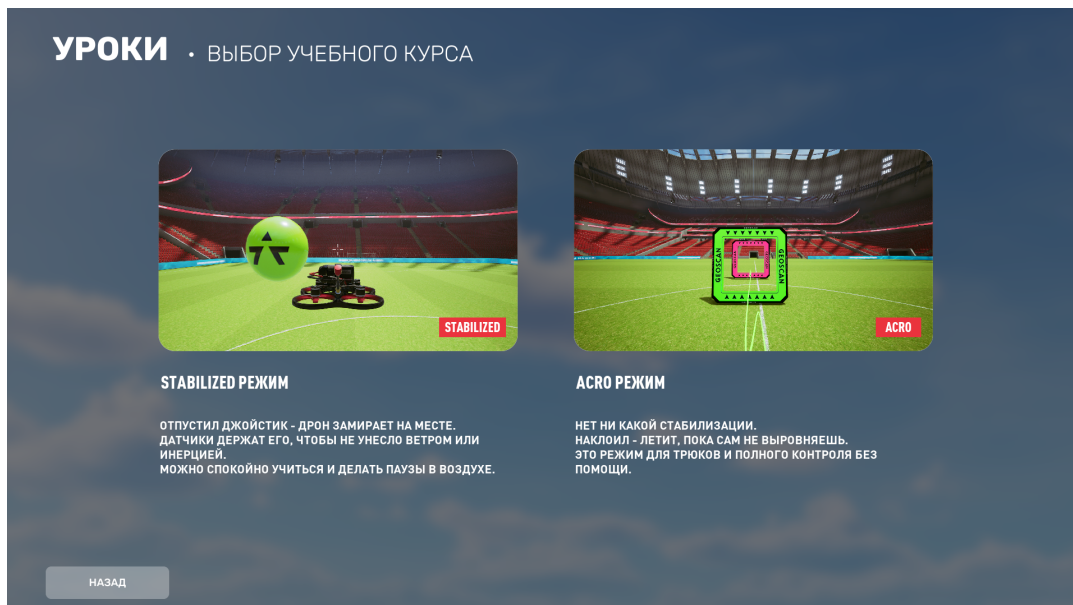 УРОКИ • ВЫБОР УЧЕБНОГО КУРСА
GEOSCAN
GEOSCAN
STABILIZED
ACRO
STABILIZED РЕЖИМ
ОТПУСТИЛ ДЖОЙСТИК - ДРОН ЗАМИРАЕТ НА МЕСТЕ.
ДАТЧИКИ ДЕРЖАТ ЕГО, ЧТОБЫ НЕ УНЕСЛО ВЕТРОМ ИЛИ
ИНЕРЦИЕЙ.
МОЖНО СПОКОЙНО УЧИТЬСЯ И ДЕЛАТЬ ПАУЗЫ В ВОЗДУХЕ.
ACRO РЕЖИМ
НЕТ НИ КАКОЙ СТАБИЛИЗАЦИИ.
НАКЛОИЛ - ЛЕТИТ, ПОКА САМ НЕ ВЫРОВНЯЕШЬ.
ЭТО РЕЖИМ ДЛЯ ТРЮКОВ И ПОЛНОГО КОНТРОЛЯ БЕЗ
ПОМОЩИ.
НАЗАД